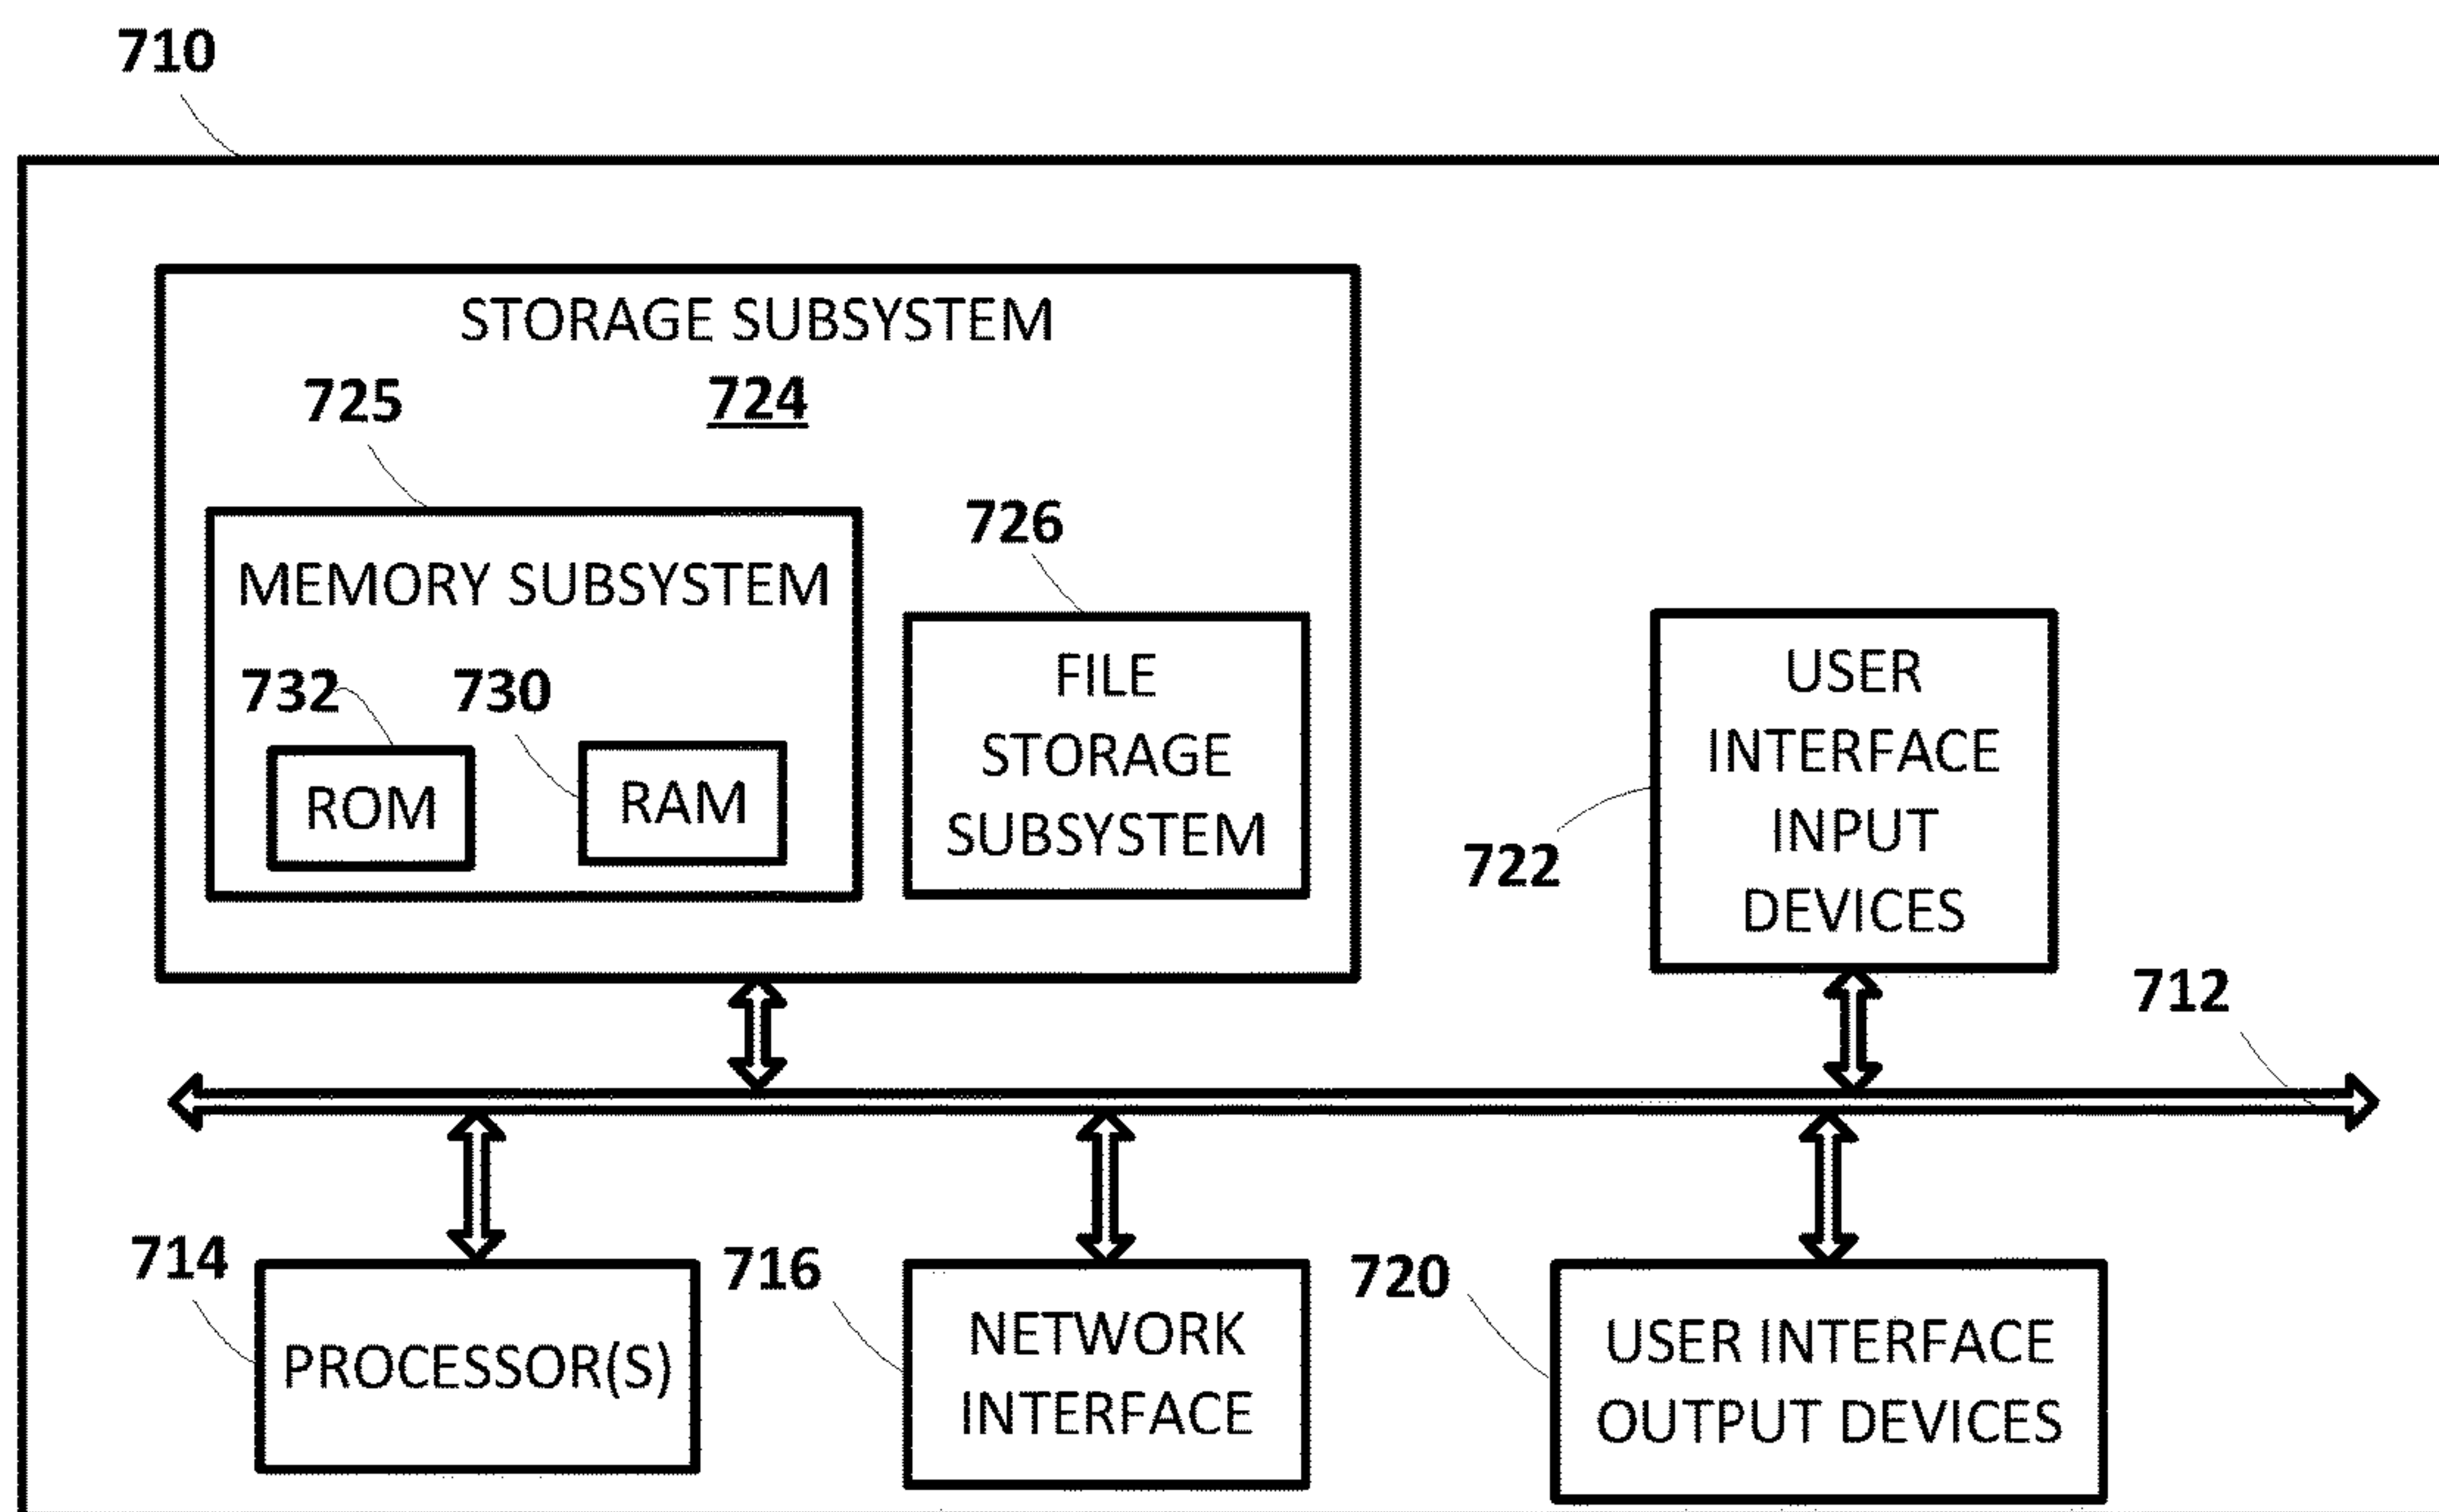 710
STORAGE SUBSYSTEM
725
724
726
MEMORY SUBSYSTEM
732
730
ROM
RAM
FILE
STORAGE
SUBSYSTEM
USER
INTERFACE
INPUT
DEVICES
722
712
714
716
720
PROCESSOR(S)
NETWORK
INTERFACE
USER INTERFACE
OUTPUT DEVICES